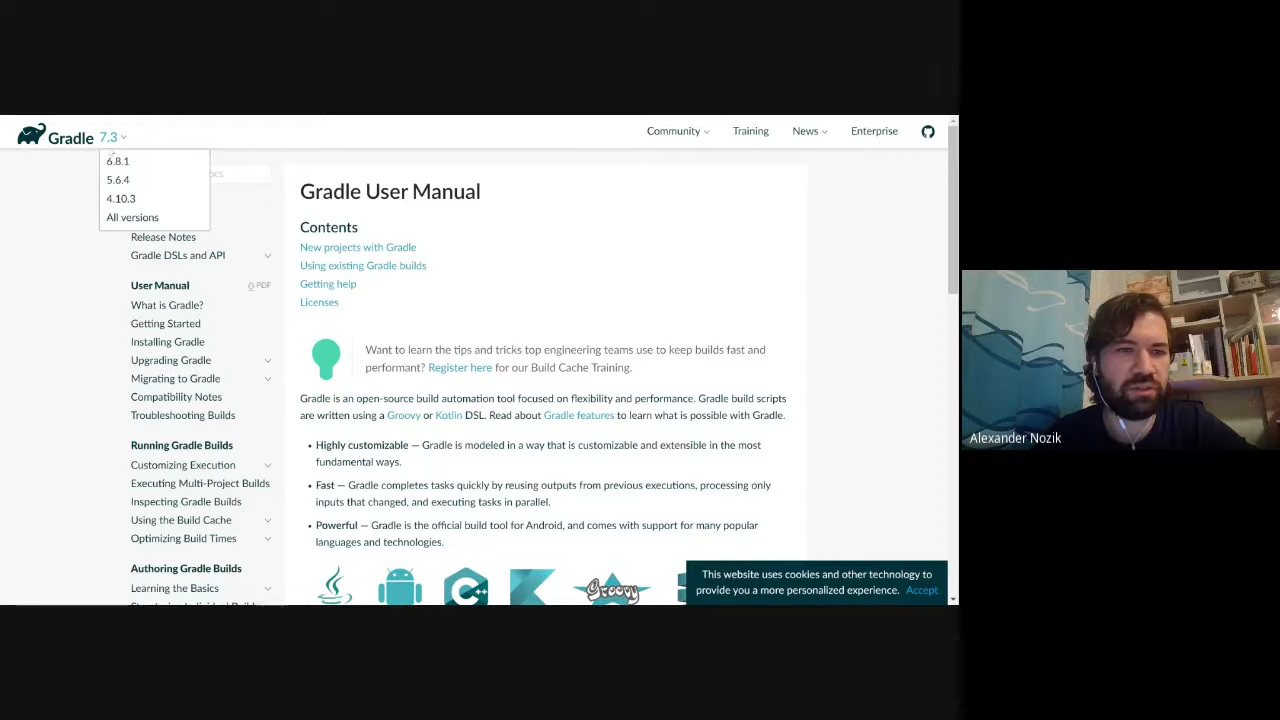 Gradle 7.3
Community
Training
News
Enterprise
6.8.1
5.6.4
4.10.3
All versions
ocs
Release Notes
Gradle DSLs and API
User Manual
PDF
What is Gradle?
Getting Started
Installing Gradle
Upgrading Gradle
Migrating to Gradle
Compatibility Notes
Troubleshooting Builds
Running Gradle Builds
Customizing Execution
Executing Multi-Project Builds
Inspecting Gradle Builds
Using the Build Cache
Optimizing Build Times
Authoring Gradle Builds
Learning the Basics
Gradle User Manual
Contents
New projects with Gradle
Using existing Gradle builds
Getting help
Licenses
Want to learn the tips and tricks top engineering teams use to keep builds fast and
performant? Register here for our Build Cache Training.
Gradle is an open-source build automation tool focused on flexibility and performance. Gradle build scripts
are written using a Groovy or Kotlin DSL. Read about Gradle features to learn what is possible with Gradle.
• Highly customizable — Gradle is modeled in a way that is customizable and extensible in the most
fundamental ways.
• Fast — Gradle completes tasks quickly by reusing outputs from previous executions, processing only
inputs that changed, and executing tasks in parallel.
• Powerful — Gradle is the official build tool for Android, and comes with support for many popular
languages and technologies.
C++
Groovy
This website uses cookies and other technology to
provide you a more personalized experience. Accept
Alexander Nozik